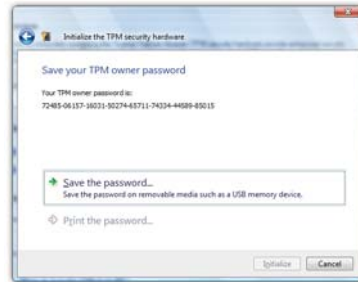 Initialize the TPM security hardware
Save your TPM owner password
Your TPM owner password is:
72485-06157-16031-50274-65711-74334-44589-85015
Save the password...
Save the password on removable media such as a USB memory device.
Print the password...
Initialize Cancel